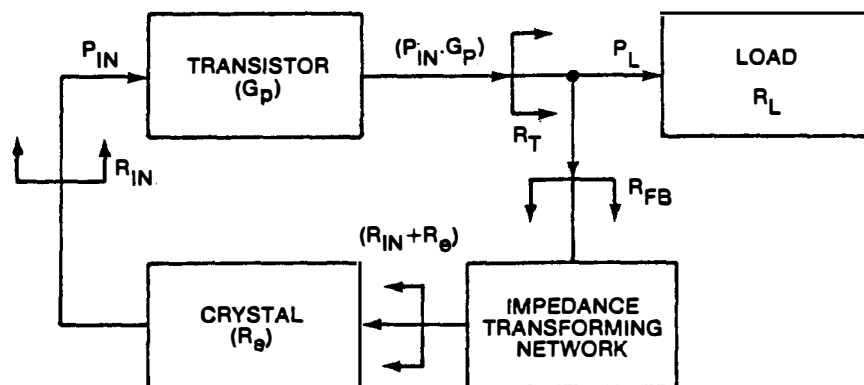 P_IN
TRANSISTOR
(G_p)
(P_IN·G_p)
R_T
P_L
LOAD
R_L
R_IN
R_FB
(R_IN+R_e)
CRYSTAL
(R_e)
IMPEDANCE
TRANSFORMING
NETWORK